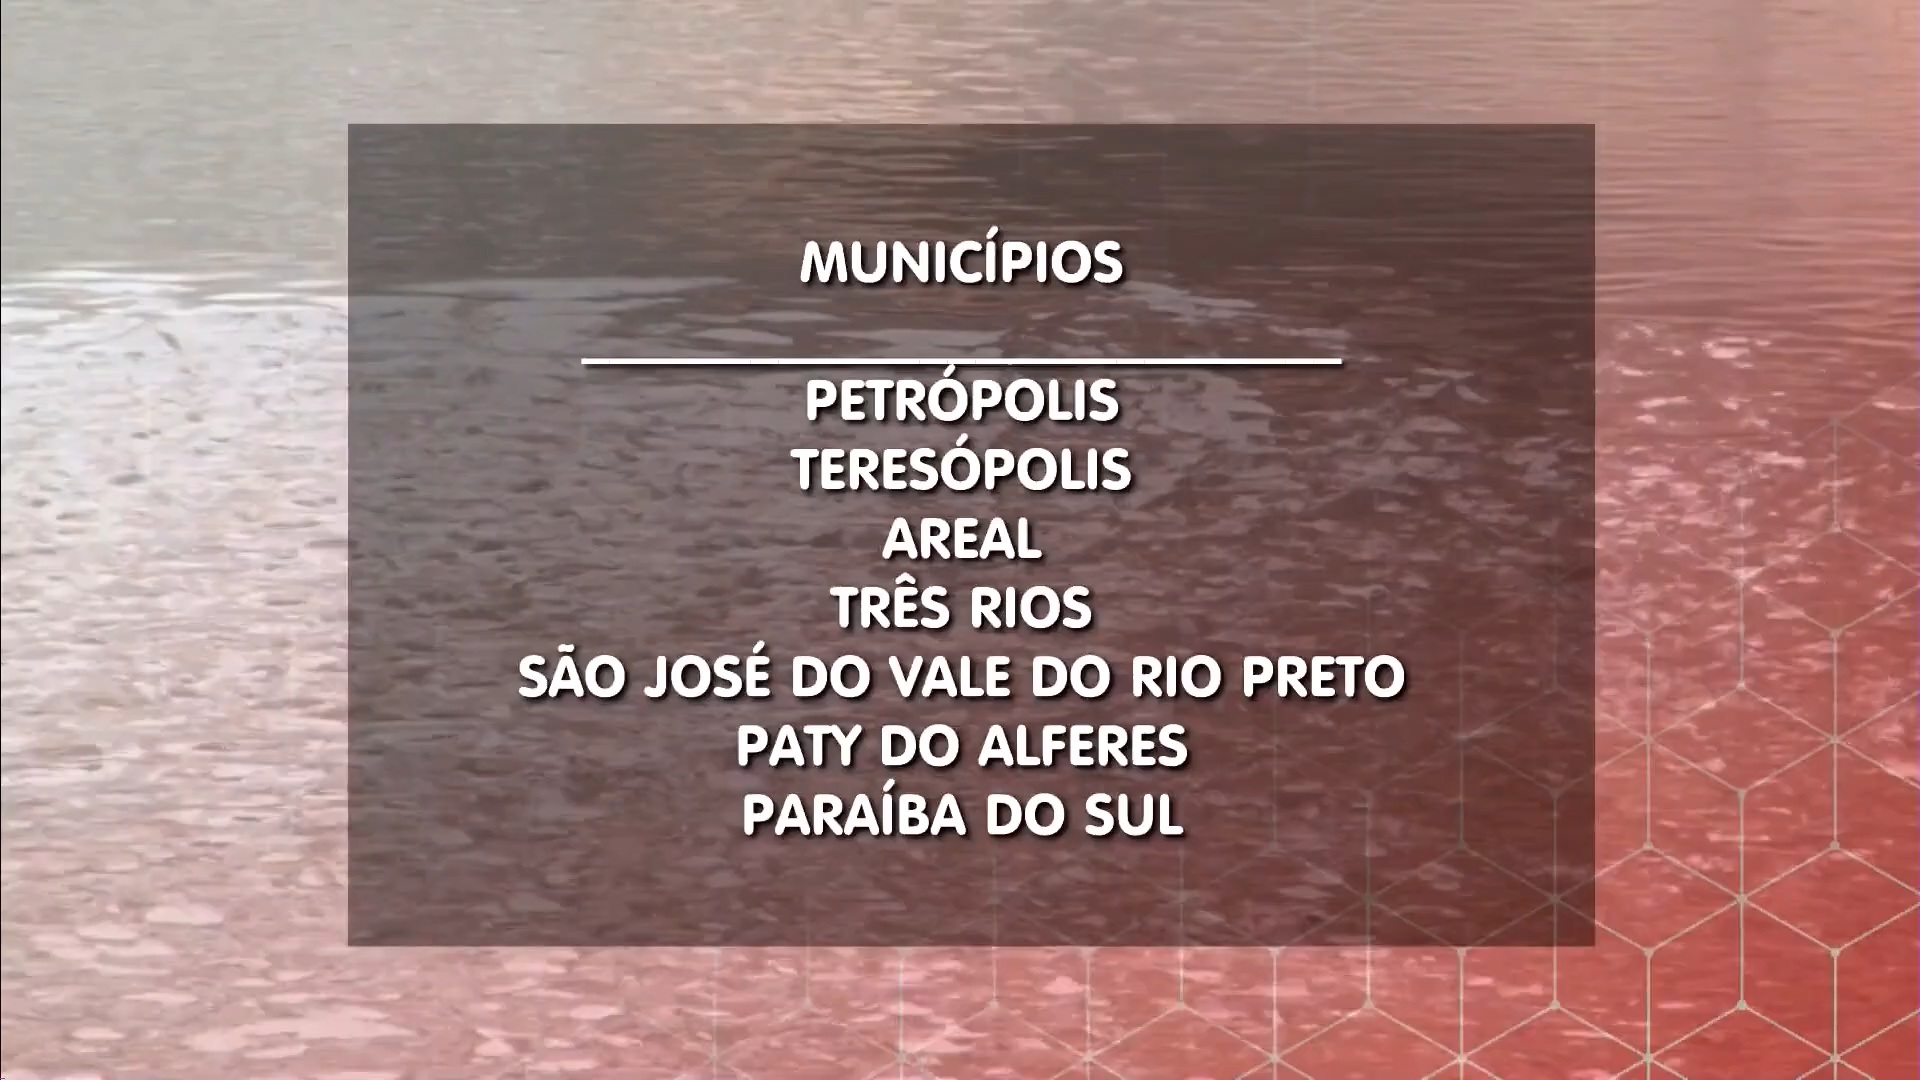 MUNICÍPIOS
PETRÓPOLIS
TERESÓPOLIS
AREAL
TRÊS RIOS
SÃO JOSÉ DO VALE DO RIO PRETO
PATY DO ALFERES
PARAÍBA DO SUL